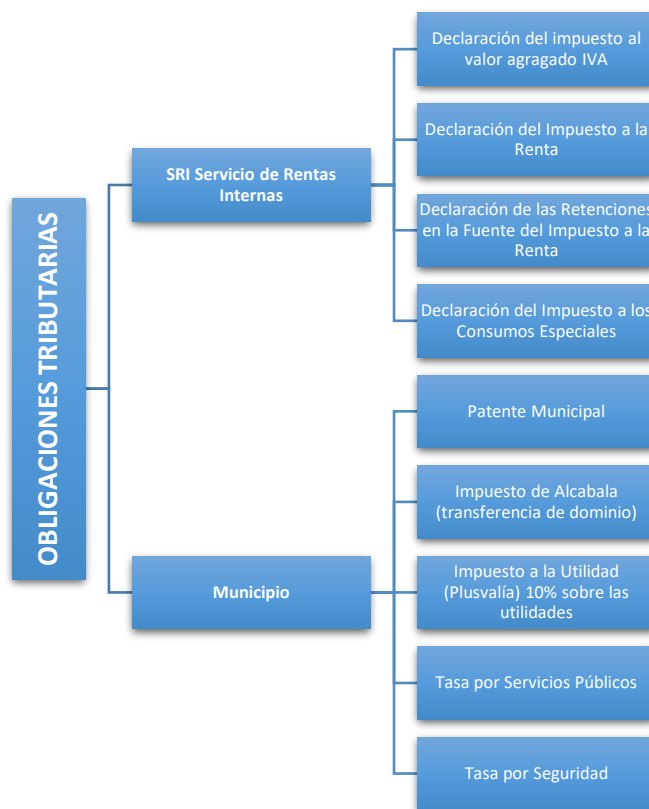 OBLIGACIONES TRIBUTARIAS
SRI Servicio de Rentas
Internas
Declaración del impuesto al
valor agragado IVA
Declaración del Impuesto a la
Renta
Declaración de las Retenciones
en la Fuente del Impuesto a la
Renta
Declaración del Impuesto a los
Consumos Especiales
Municipio
Patente Municipal
Impuesto de Alcabala
(transferencia de dominio)
Impuesto a la Utilidad
(Plusvalía) 10% sobre las
utilidades
Tasa por Servicios Públicos
Tasa por Seguridad